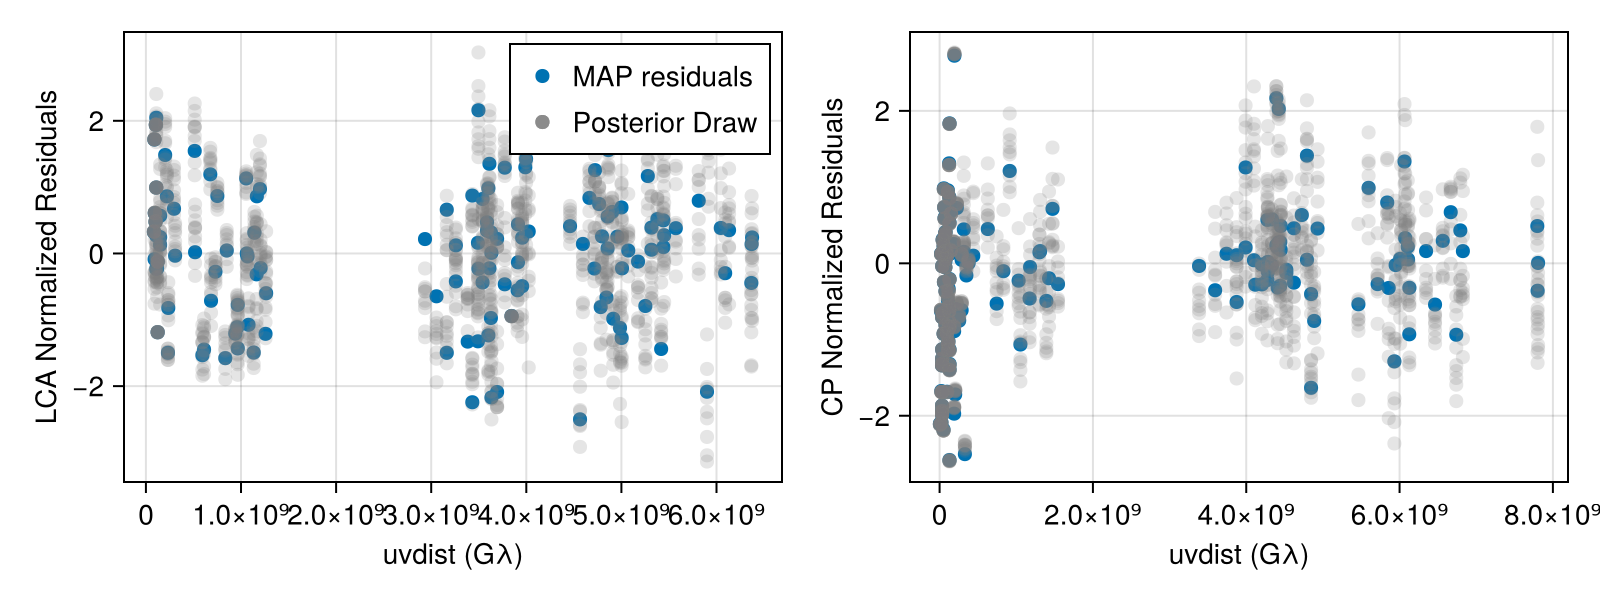 LCA Normalized Residuals
2
0
−2
MAP residuals
Posterior Draw
0 1.0×10⁹ 2.0×10⁹ 3.0×10⁹ 4.0×10⁹ 5.0×10⁹ 6.0×10⁹
uvdist (Gλ)
CP Normalized Residuals
2
0
−2
0 2.0×10⁹ 4.0×10⁹ 6.0×10⁹ 8.0×10⁹
uvdist (Gλ)